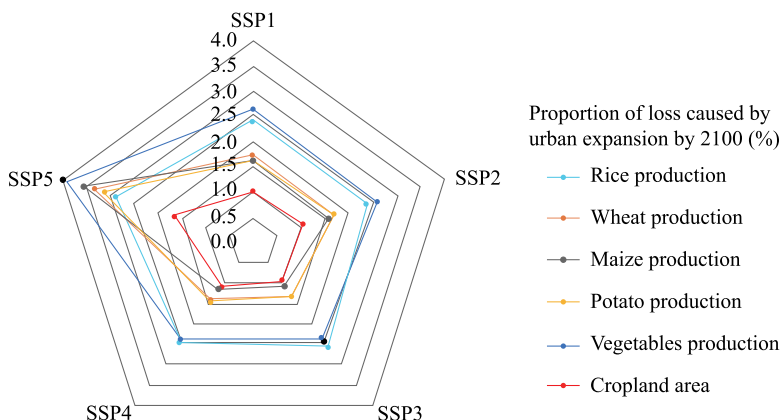 SSP1
4.0
3.5
3.0
2.5
2.0
1.5
1.0
0.5
0.0
SSP5
SSP2
SSP4
SSP3
Proportion of loss caused by
urban expansion by 2100 (%)
Rice production
Wheat production
Maize production
Potato production
Vegetables production
Cropland area